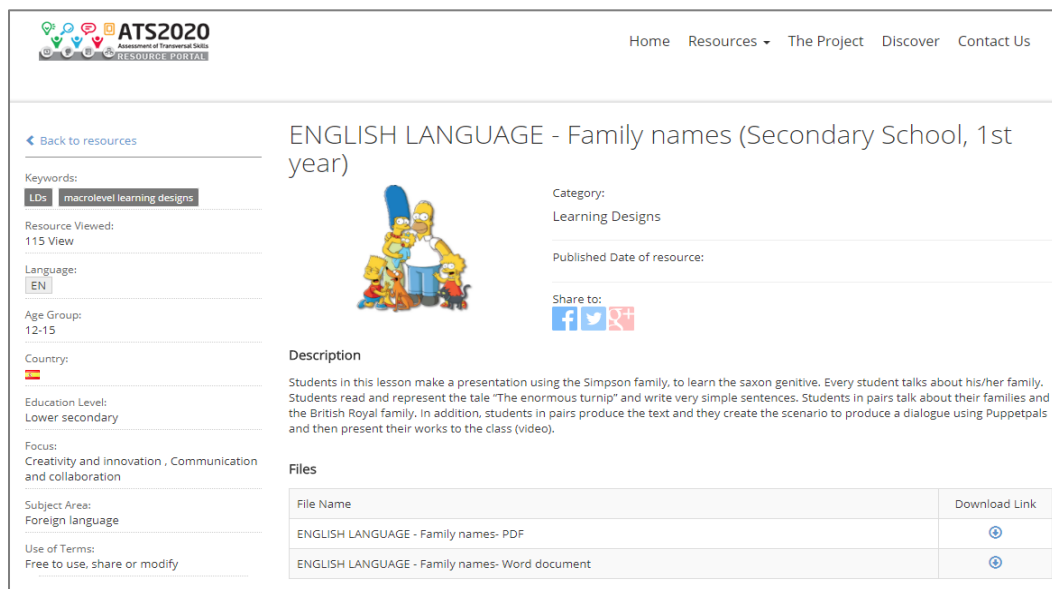 ATS2020
Assessment of Transversal Skills
RESOURCE PORTAL
Home Resources The Project Discover Contact Us
Back to resources
Keywords:
LDs macrolevel learning designs
Resource Viewed:
115 View
Language:
EN
Age Group:
12-15
Country:
Education Level:
Lower secondary
Focus:
Creativity and innovation , Communication
and collaboration
Subject Area:
Foreign language
Use of Terms:
Free to use, share or modify
ENGLISH LANGUAGE - Family names (Secondary School, 1st
year)
Category:
Learning Designs
Published Date of resource:
Share to:
Description
Students in this lesson make a presentation using the Simpson family, to learn the saxon genitive. Every student talks about his/her family.
Students read and represent the tale "The enormous turnip" and write very simple sentences. Students in pairs talk about their families and
the British Royal family. In addition, students in pairs produce the text and they create the scenario to produce a dialogue using Puppetpals
and then present their works to the class (video).
Files
File Name Download Link
ENGLISH LANGUAGE - Family names- PDF
ENGLISH LANGUAGE - Family names- Word document